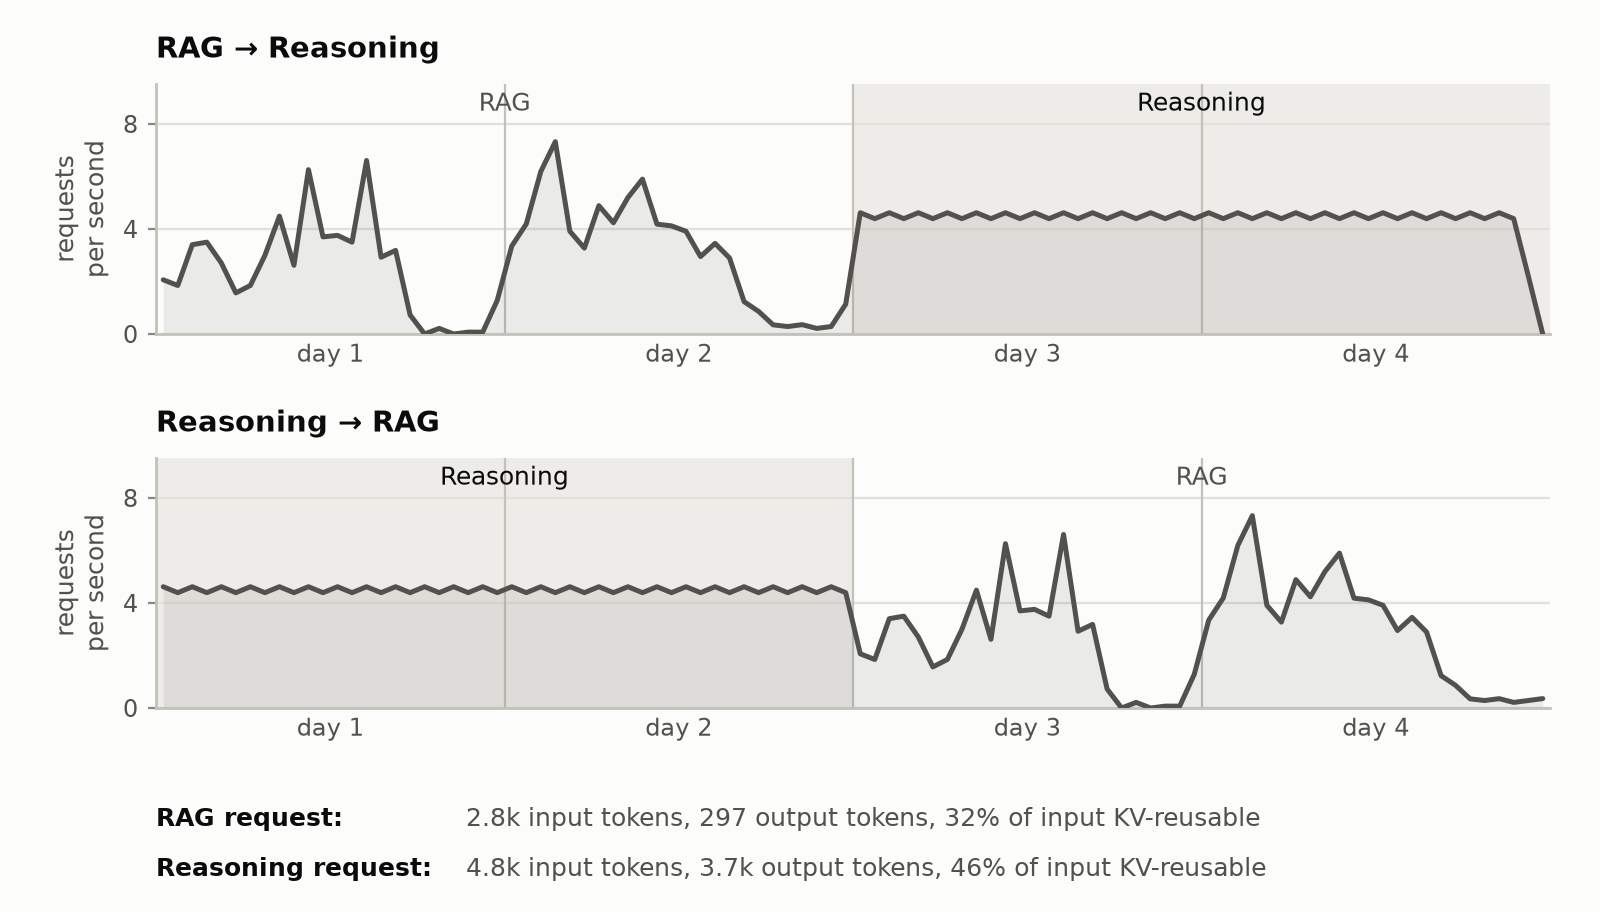 RAG → Reasoning
RAG
Reasoning
8
4
0
requests
per second
day 1
day 2
day 3
day 4
Reasoning → RAG
Reasoning
RAG
8
4
0
requests
per second
day 1
day 2
day 3
day 4
RAG request: 2.8k input tokens, 297 output tokens, 32% of input KV-reusable
Reasoning request: 4.8k input tokens, 3.7k output tokens, 46% of input KV-reusable